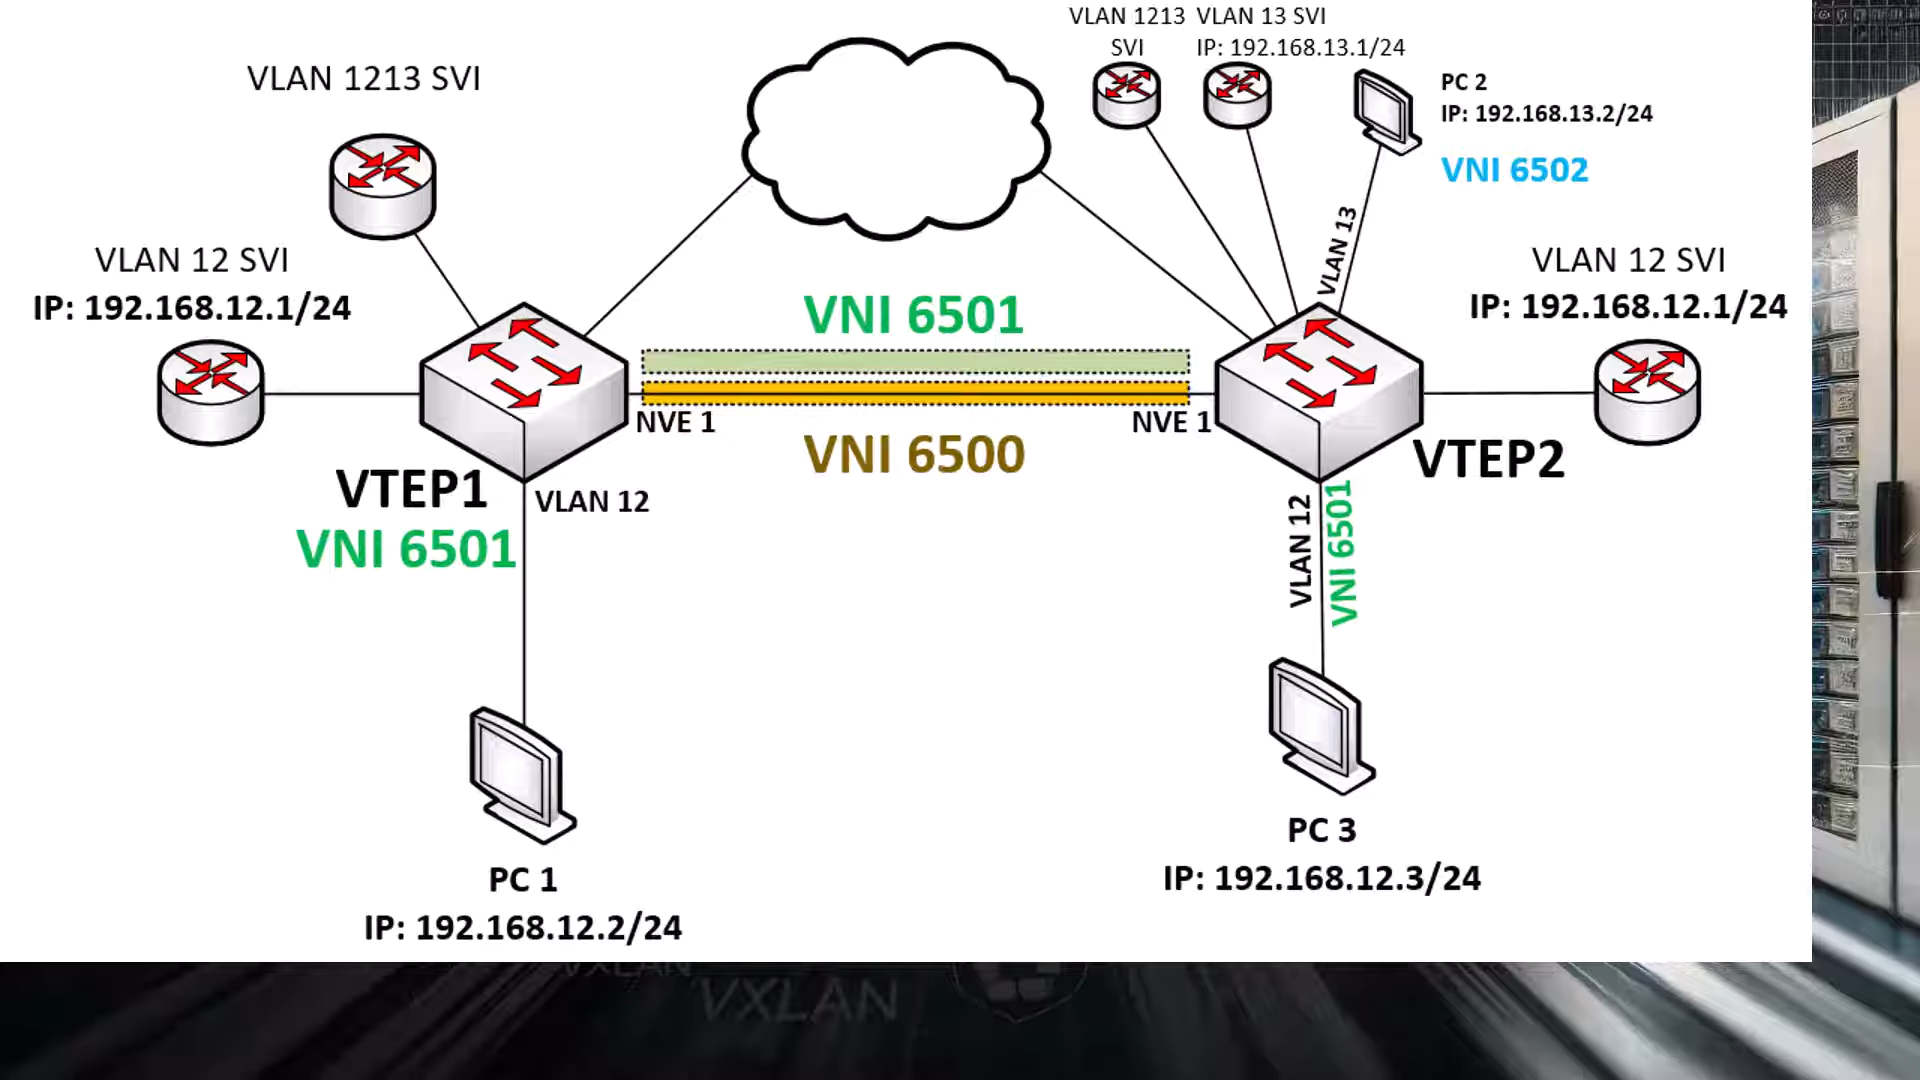 VLAN 1213 SVI
VLAN 12 SVI
IP: 192.168.12.1/24
VTEP1
VNI 6501
VLAN 12
PC 1
IP: 192.168.12.2/24
NVE 1
VNI 6501
VNI 6500
NVE 1
VLAN 1213
SVI
VLAN 13 SVI
IP: 192.168.13.1/24
PC 2
IP: 192.168.13.2/24
VNI 6502
VLAN 13
VLAN 12 SVI
IP: 192.168.12.1/24
VTEP2
VLAN 12
VNI 6501
PC 3
IP: 192.168.12.3/24
VXLAN
VXLAN